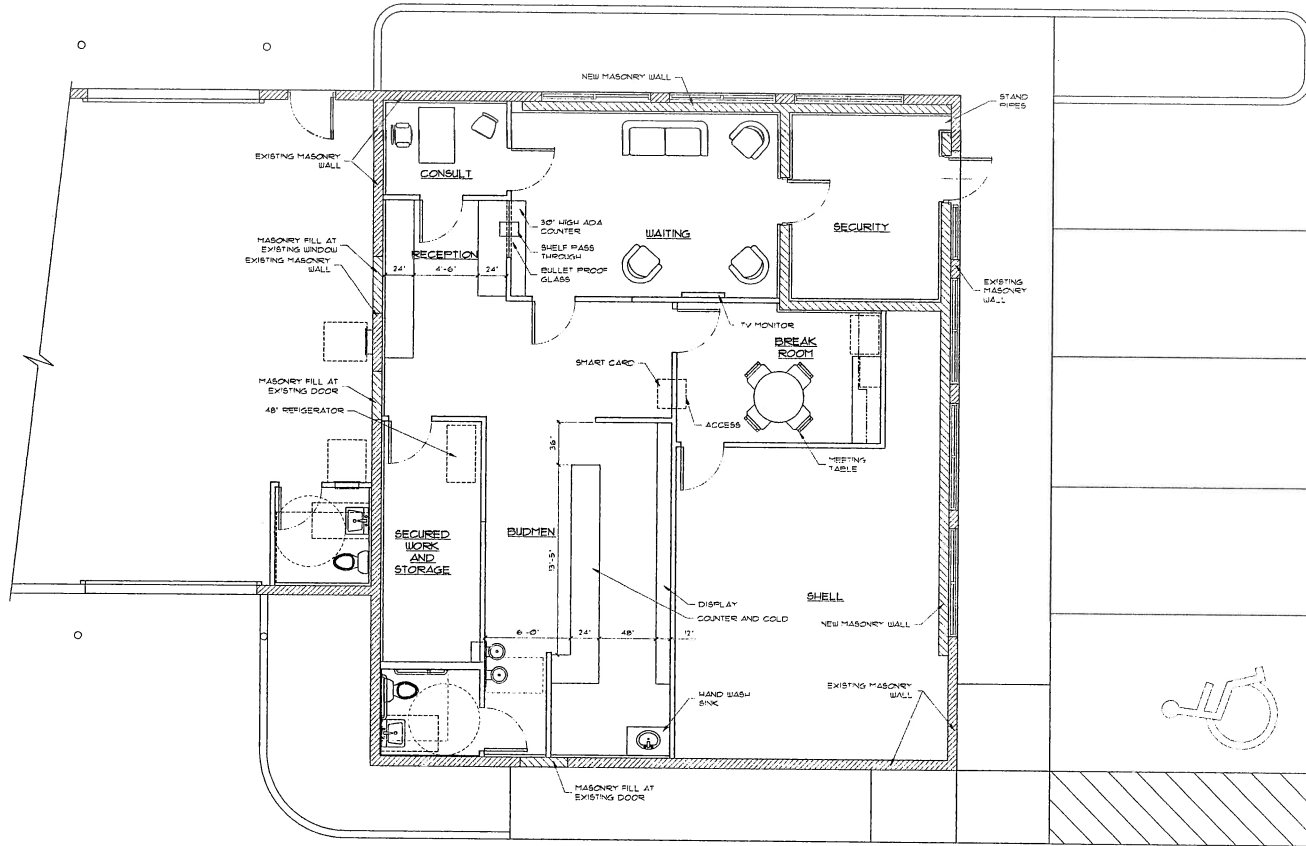 NEW MASONRY WALL
STAND
PIPES
EXISTING MASONRY
WALL
CONSULT
30" HIGH ADA
COUNTER
SHELF PASS
THROUGH
BULLET PROOF
GLASS
WAITING
SECURITY
MASONRY FILL AT
EXISTING WINDOW
EXISTING MASONRY
WALL
RECEPTION
24"
4'-6"
24"
EXISTING
MASONRY
WALL
TV MONITOR
BREAK
ROOM
SMART CARD
MASONRY FILL AT
EXISTING DOOR
48" REFIGERATOR
ACCESS
36"
MEETING
TABLE
SECURED
WORK
AND
STORAGE
BUDMEN
13'-5"
SHELL
DISPLAY
COUNTER AND COLD
NEW MASONRY WALL
6'-0"
24"
48"
12"
HAND WASH
SINK
EXISTING MASONRY
WALL
MASONRY FILL AT
EXISTING DOOR